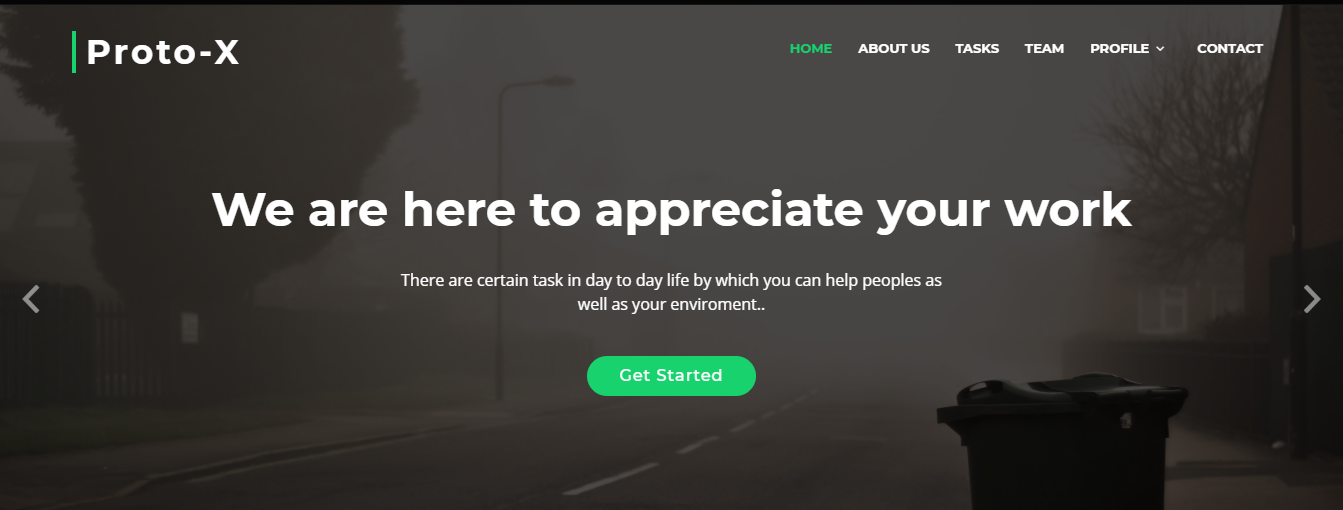 Proto-X
HOME ABOUT US TASKS TEAM PROFILE CONTACT
We are here to appreciate your work
There are certain task in day to day life by which you can help peoples as
well as your enviroment..
Get Started